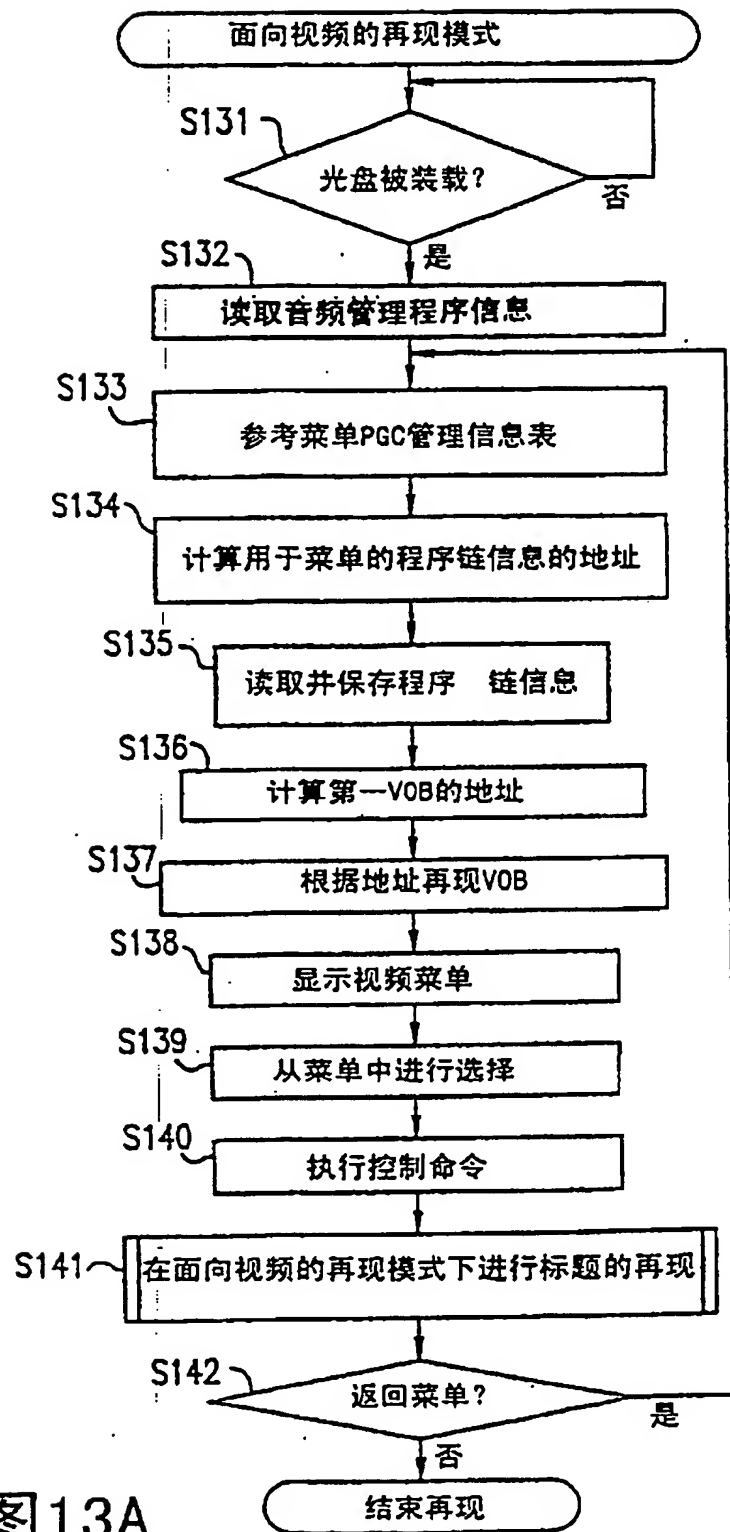 面向视频的再现模式
S131
光盘被装载?
否
是
S132
读取音频管理程序信息
S133
参考菜单PGC管理信息表
S134
计算用于菜单的程序链信息的地址
S135
读取并保存程序 链信息
S136
计算第一VOB的地址
S137
根据地址再现VOB
S138
显示视频菜单
S139
从菜单中进行选择
S140
执行控制命令
S141
在面向视频的再现模式下进行标题的再现
S142
返回菜单?
是
否
结束再现
图13A